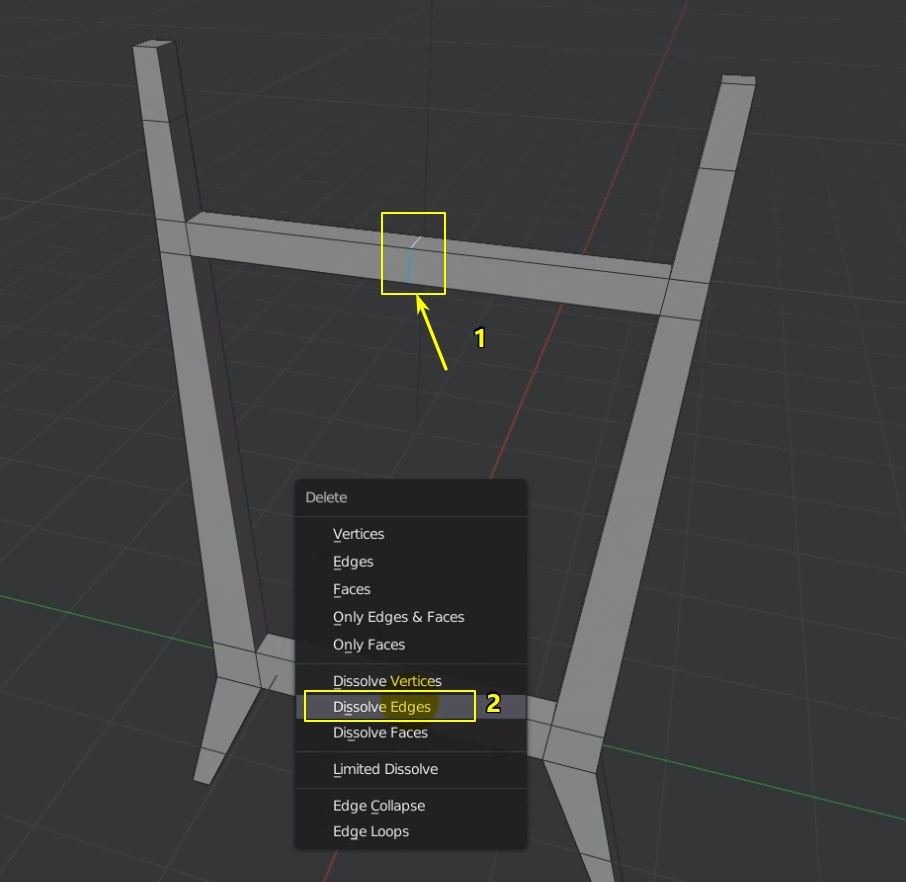 1
Delete
Vertices
Edges
Faces
Only Edges & Faces
Only Faces
Dissolve Vertices
Dissolve Edges 2
Dissolve Faces
Limited Dissolve
Edge Collapse
Edge Loops